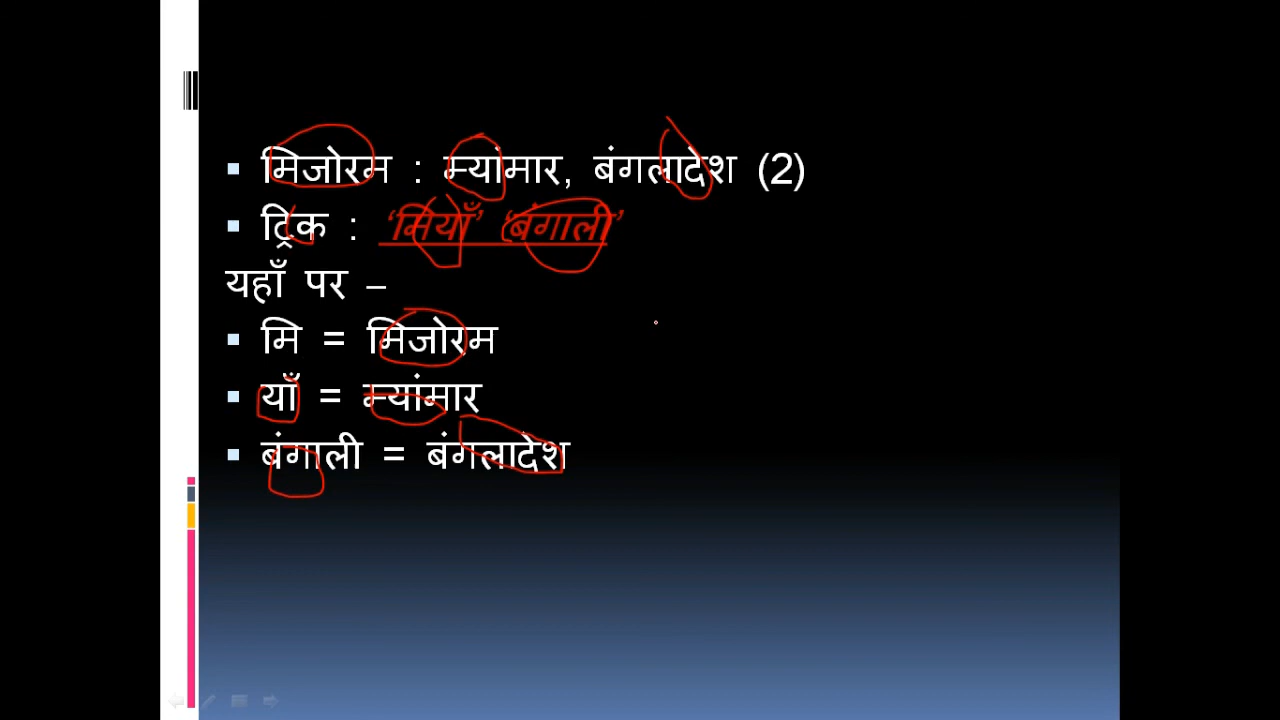 मिजोरम : म्यांमार, बंगलादेश (2)
ट्रिक : ‘मियाँ’ ‘बंगाली’
यहाँ पर –
मि = मिजोरम
याँ = म्यांमार
बंगाली = बंगलादेश